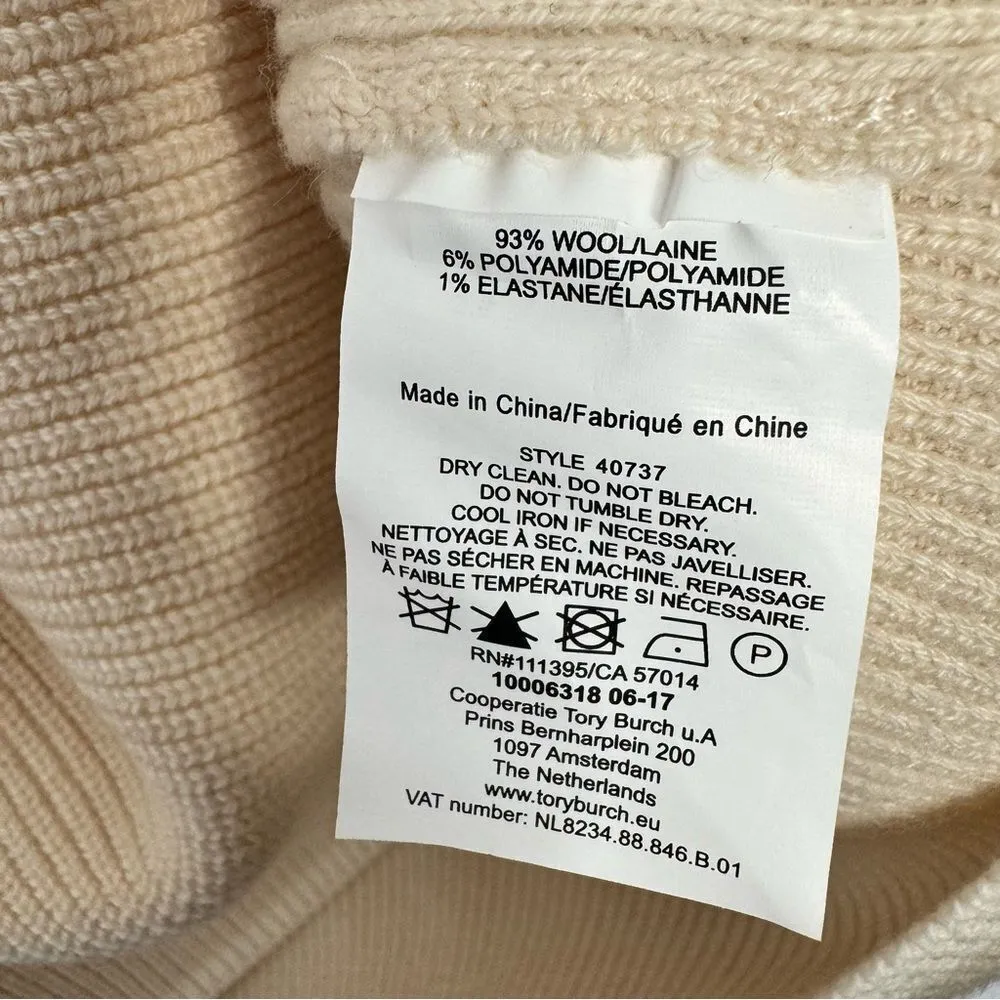 93% WOOL/LAINE
6% POLYAMIDE/POLYAMIDE
1% ELASTANE/ÉLASTHANNE
Made in China/Fabriqué en Chine
STYLE 40737
DRY CLEAN. DO NOT BLEACH.
DO NOT TUMBLE DRY.
COOL IRON IF NECESSARY.
NETTOYAGE À SEC. NE PAS JAVELLISER.
NE PAS SÉCHER EN MACHINE. REPASSAGE
À FAIBLE TEMPÉRATURE SI NÉCESSAIRE.
P
RN#111395/CA 57014
10006318 06-17
Cooperatie Tory Burch u.A
Prins Bernharplein 200
1097 Amsterdam
The Netherlands
www.toryburch.eu
VAT number: NL8234.88.846.B.01